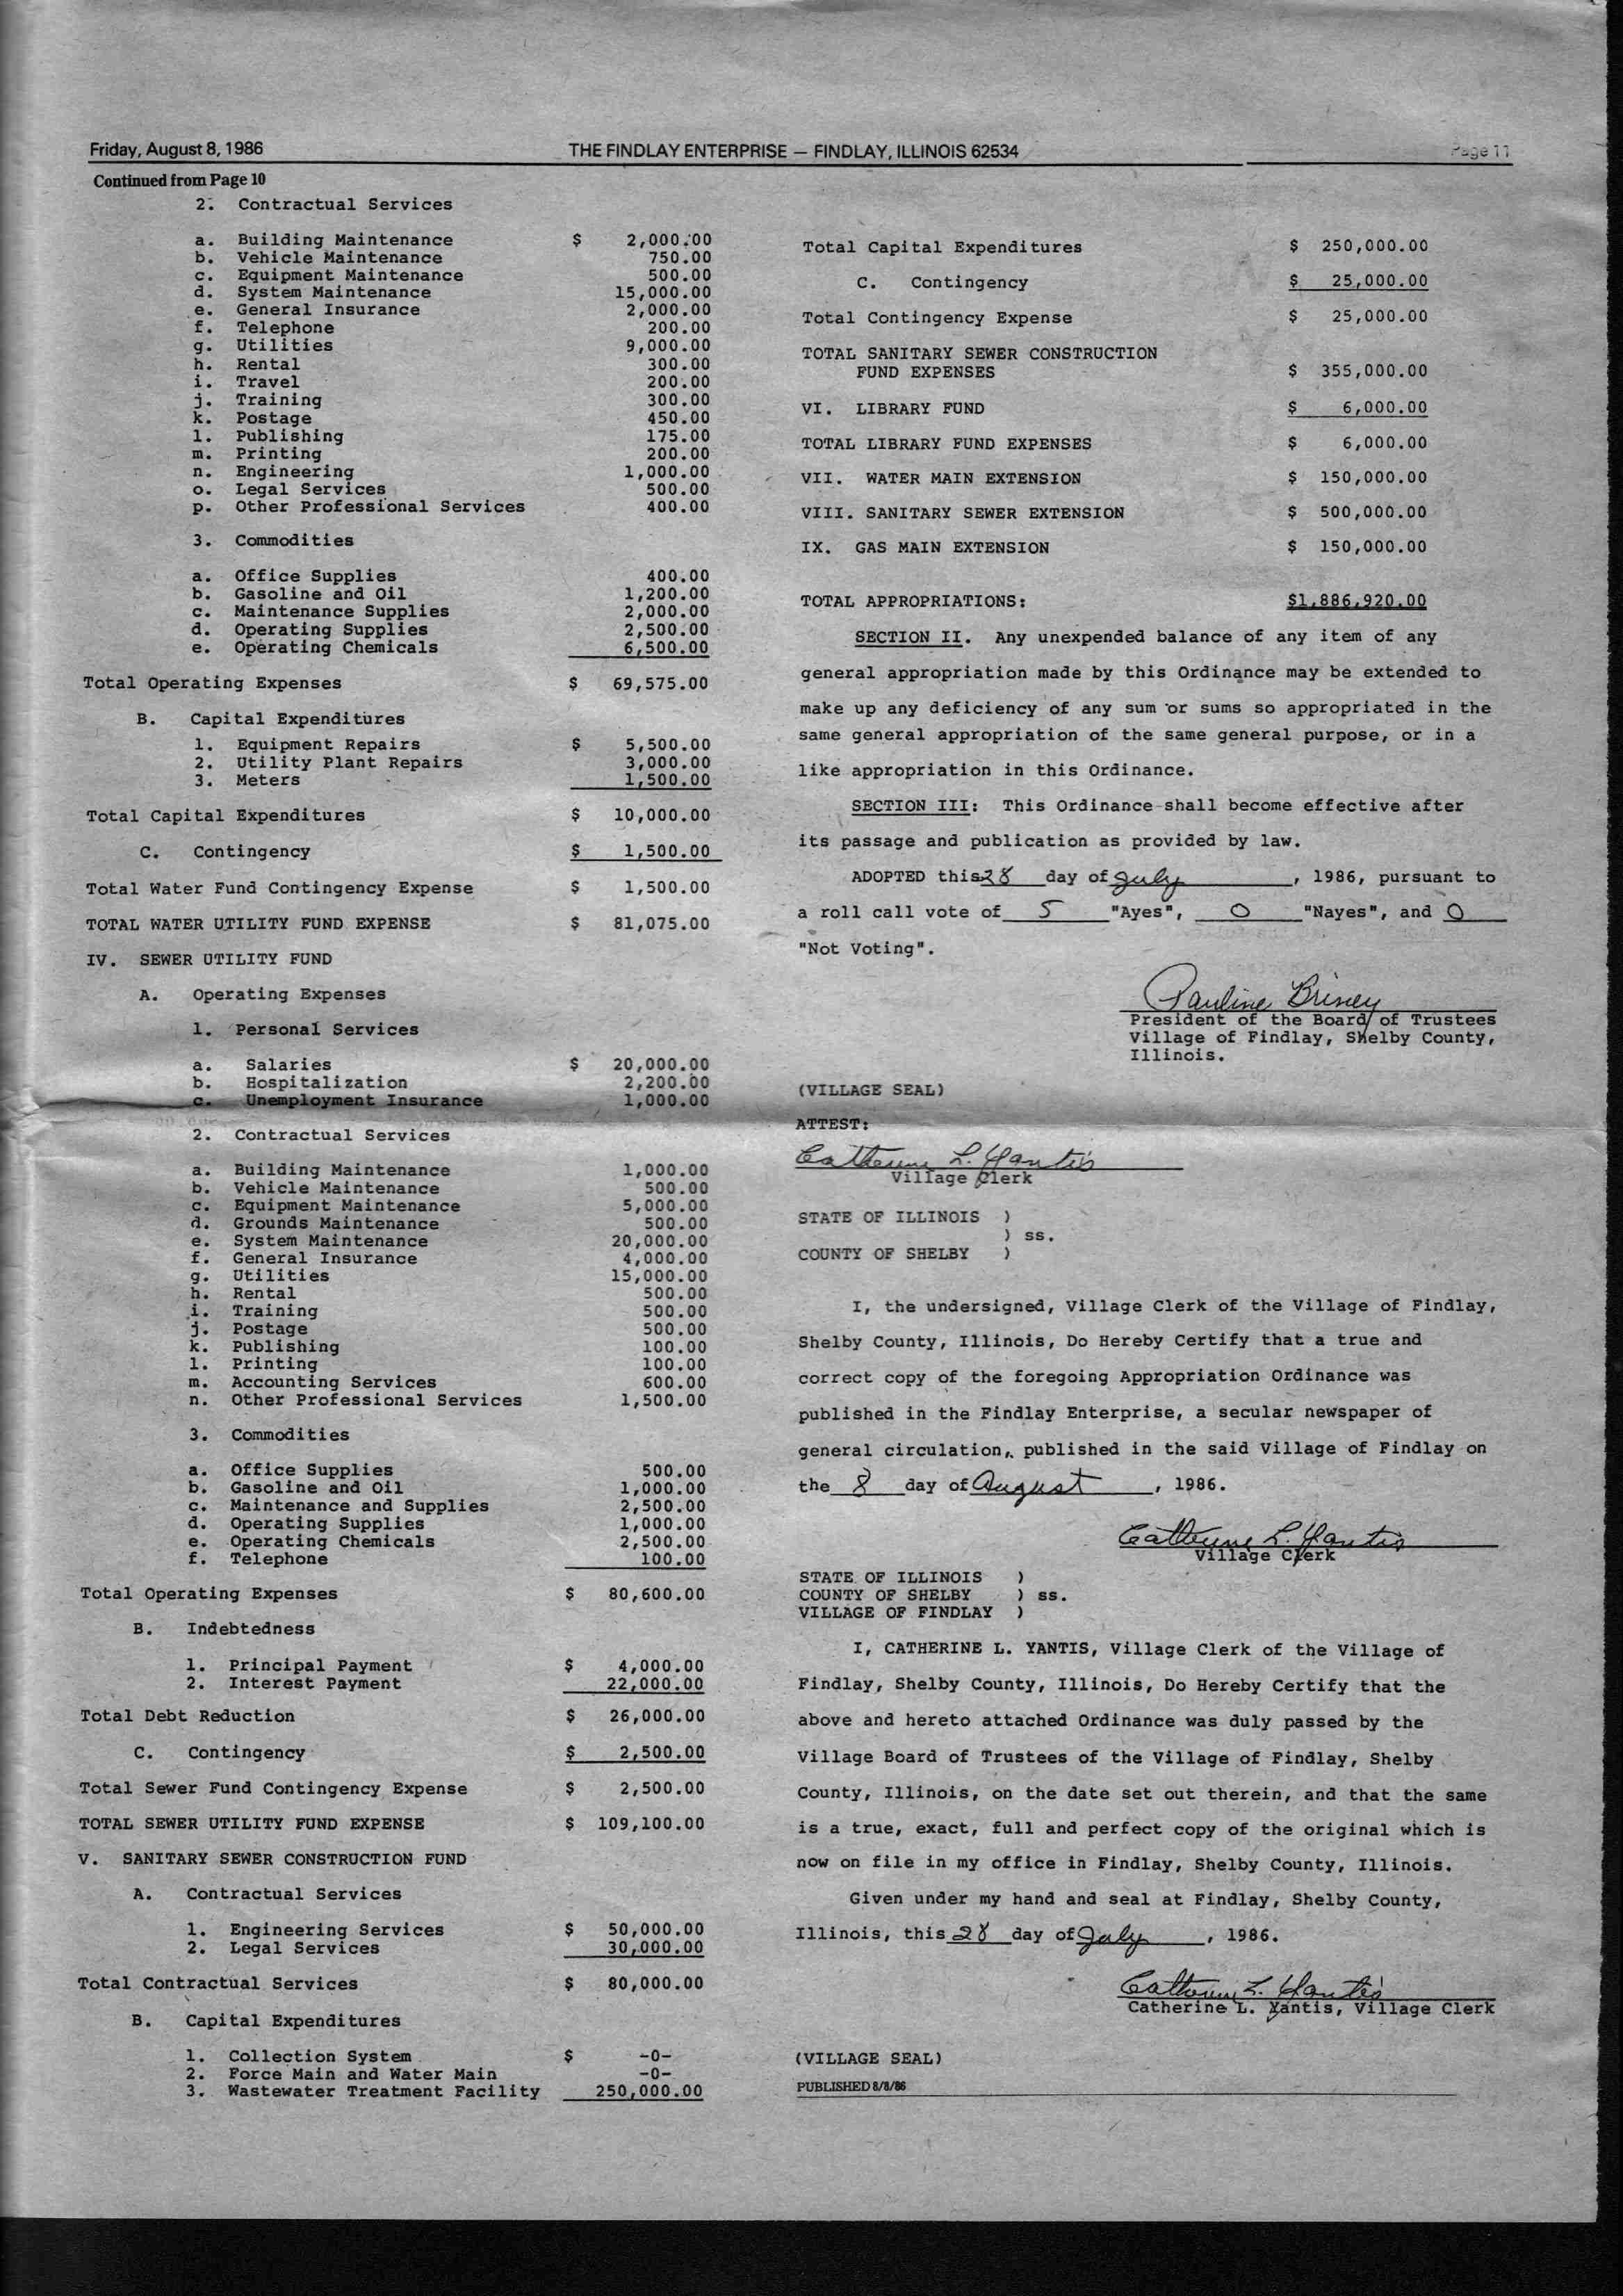 Friday, August 8, 1986
THE FINDLAY ENTERPRISE — FINDLAY, ILLINOIS 62534
Page 11
Continued from Page 10
2. Contractual Services
a. Building Maintenance $ 2,000.00
b. Vehicle Maintenance 750.00
c. Equipment Maintenance 500.00
d. System Maintenance 15,000.00
e. General Insurance 2,000.00
f. Telephone 200.00
g. Utilities 9,000.00
h. Rental 300.00
i. Travel 200.00
j. Training 300.00
k. Postage 450.00
l. Publishing 175.00
m. Printing 200.00
n. Engineering 1,000.00
o. Legal Services 500.00
p. Other Professional Services 400.00
3. Commodities
a. Office Supplies 400.00
b. Gasoline and Oil 1,200.00
c. Maintenance Supplies 2,000.00
d. Operating Supplies 2,500.00
e. Operating Chemicals 6,500.00
Total Operating Expenses $ 69,575.00
B. Capital Expenditures
1. Equipment Repairs $ 5,500.00
2. Utility Plant Repairs 3,000.00
3. Meters 1,500.00
Total Capital Expenditures $ 10,000.00
C. Contingency $ 1,500.00
Total Water Fund Contingency Expense $ 1,500.00
TOTAL WATER UTILITY FUND EXPENSE $ 81,075.00
IV. SEWER UTILITY FUND
A. Operating Expenses
1. Personal Services
a. Salaries $ 20,000.00
b. Hospitalization 2,200.00
c. Unemployment Insurance 1,000.00
2. Contractual Services
a. Building Maintenance 1,000.00
b. Vehicle Maintenance 500.00
c. Equipment Maintenance 5,000.00
d. Grounds Maintenance 500.00
e. System Maintenance 20,000.00
f. General Insurance 4,000.00
g. Utilities 15,000.00
h. Rental 500.00
i. Training 500.00
j. Postage 500.00
k. Publishing 100.00
l. Printing 100.00
m. Accounting Services 600.00
n. Other Professional Services 1,500.00
3. Commodities
a. Office Supplies 500.00
b. Gasoline and Oil 1,000.00
c. Maintenance and Supplies 2,500.00
d. Operating Supplies 1,000.00
e. Operating Chemicals 2,500.00
f. Telephone 100.00
Total Operating Expenses $ 80,600.00
B. Indebtedness
1. Principal Payment $ 4,000.00
2. Interest Payment 22,000.00
Total Debt Reduction $ 26,000.00
C. Contingency $ 2,500.00
Total Sewer Fund Contingency Expense $ 2,500.00
TOTAL SEWER UTILITY FUND EXPENSE $ 109,100.00
V. SANITARY SEWER CONSTRUCTION FUND
A. Contractual Services
1. Engineering Services $ 50,000.00
2. Legal Services 30,000.00
Total Contractual Services $ 80,000.00
B. Capital Expenditures
1. Collection System $ -0-
2. Force Main and Water Main -0-
3. Wastewater Treatment Facility 250,000.00
Total Capital Expenditures $ 250,000.00
C. Contingency $ 25,000.00
Total Contingency Expense $ 25,000.00
TOTAL SANITARY SEWER CONSTRUCTION
FUND EXPENSES $ 355,000.00
VI. LIBRARY FUND $ 6,000.00
TOTAL LIBRARY FUND EXPENSES $ 6,000.00
VII. WATER MAIN EXTENSION $ 150,000.00
VIII. SANITARY SEWER EXTENSION $ 500,000.00
IX. GAS MAIN EXTENSION $ 150,000.00
TOTAL APPROPRIATIONS: $1,886,920.00
SECTION II. Any unexpended balance of any item of any
general appropriation made by this Ordinance may be extended to
make up any deficiency of any sum or sums so appropriated in the
same general appropriation of the same general purpose, or in a
like appropriation in this Ordinance.
SECTION III: This Ordinance shall become effective after
its passage and publication as provided by law.
ADOPTED this 28 day of July, 1986, pursuant to
a roll call vote of 5 "Ayes", 0 "Nayes", and 0
"Not Voting".
Pauline Briney
President of the Board of Trustees
Village of Findlay, Shelby County,
Illinois.
(VILLAGE SEAL)
ATTEST:
Catherine L. Yantis
Village Clerk
STATE OF ILLINOIS )
) ss.
COUNTY OF SHELBY )
I, the undersigned, Village Clerk of the Village of Findlay,
Shelby County, Illinois, Do Hereby Certify that a true and
correct copy of the foregoing Appropriation Ordinance was
published in the Findlay Enterprise, a secular newspaper of
general circulation, published in the said Village of Findlay on
the 8 day of August, 1986.
Catherine L. Yantis
Village Clerk
STATE OF ILLINOIS )
COUNTY OF SHELBY ) ss.
VILLAGE OF FINDLAY )
I, CATHERINE L. YANTIS, Village Clerk of the Village of
Findlay, Shelby County, Illinois, Do Hereby Certify that the
above and hereto attached Ordinance was duly passed by the
Village Board of Trustees of the Village of Findlay, Shelby
County, Illinois, on the date set out therein, and that the same
is a true, exact, full and perfect copy of the original which is
now on file in my office in Findlay, Shelby County, Illinois.
Given under my hand and seal at Findlay, Shelby County,
Illinois, this 28 day of July, 1986.
Catherine L. Yantis
Catherine L. Yantis, Village Clerk
(VILLAGE SEAL)
PUBLISHED 8/8/86